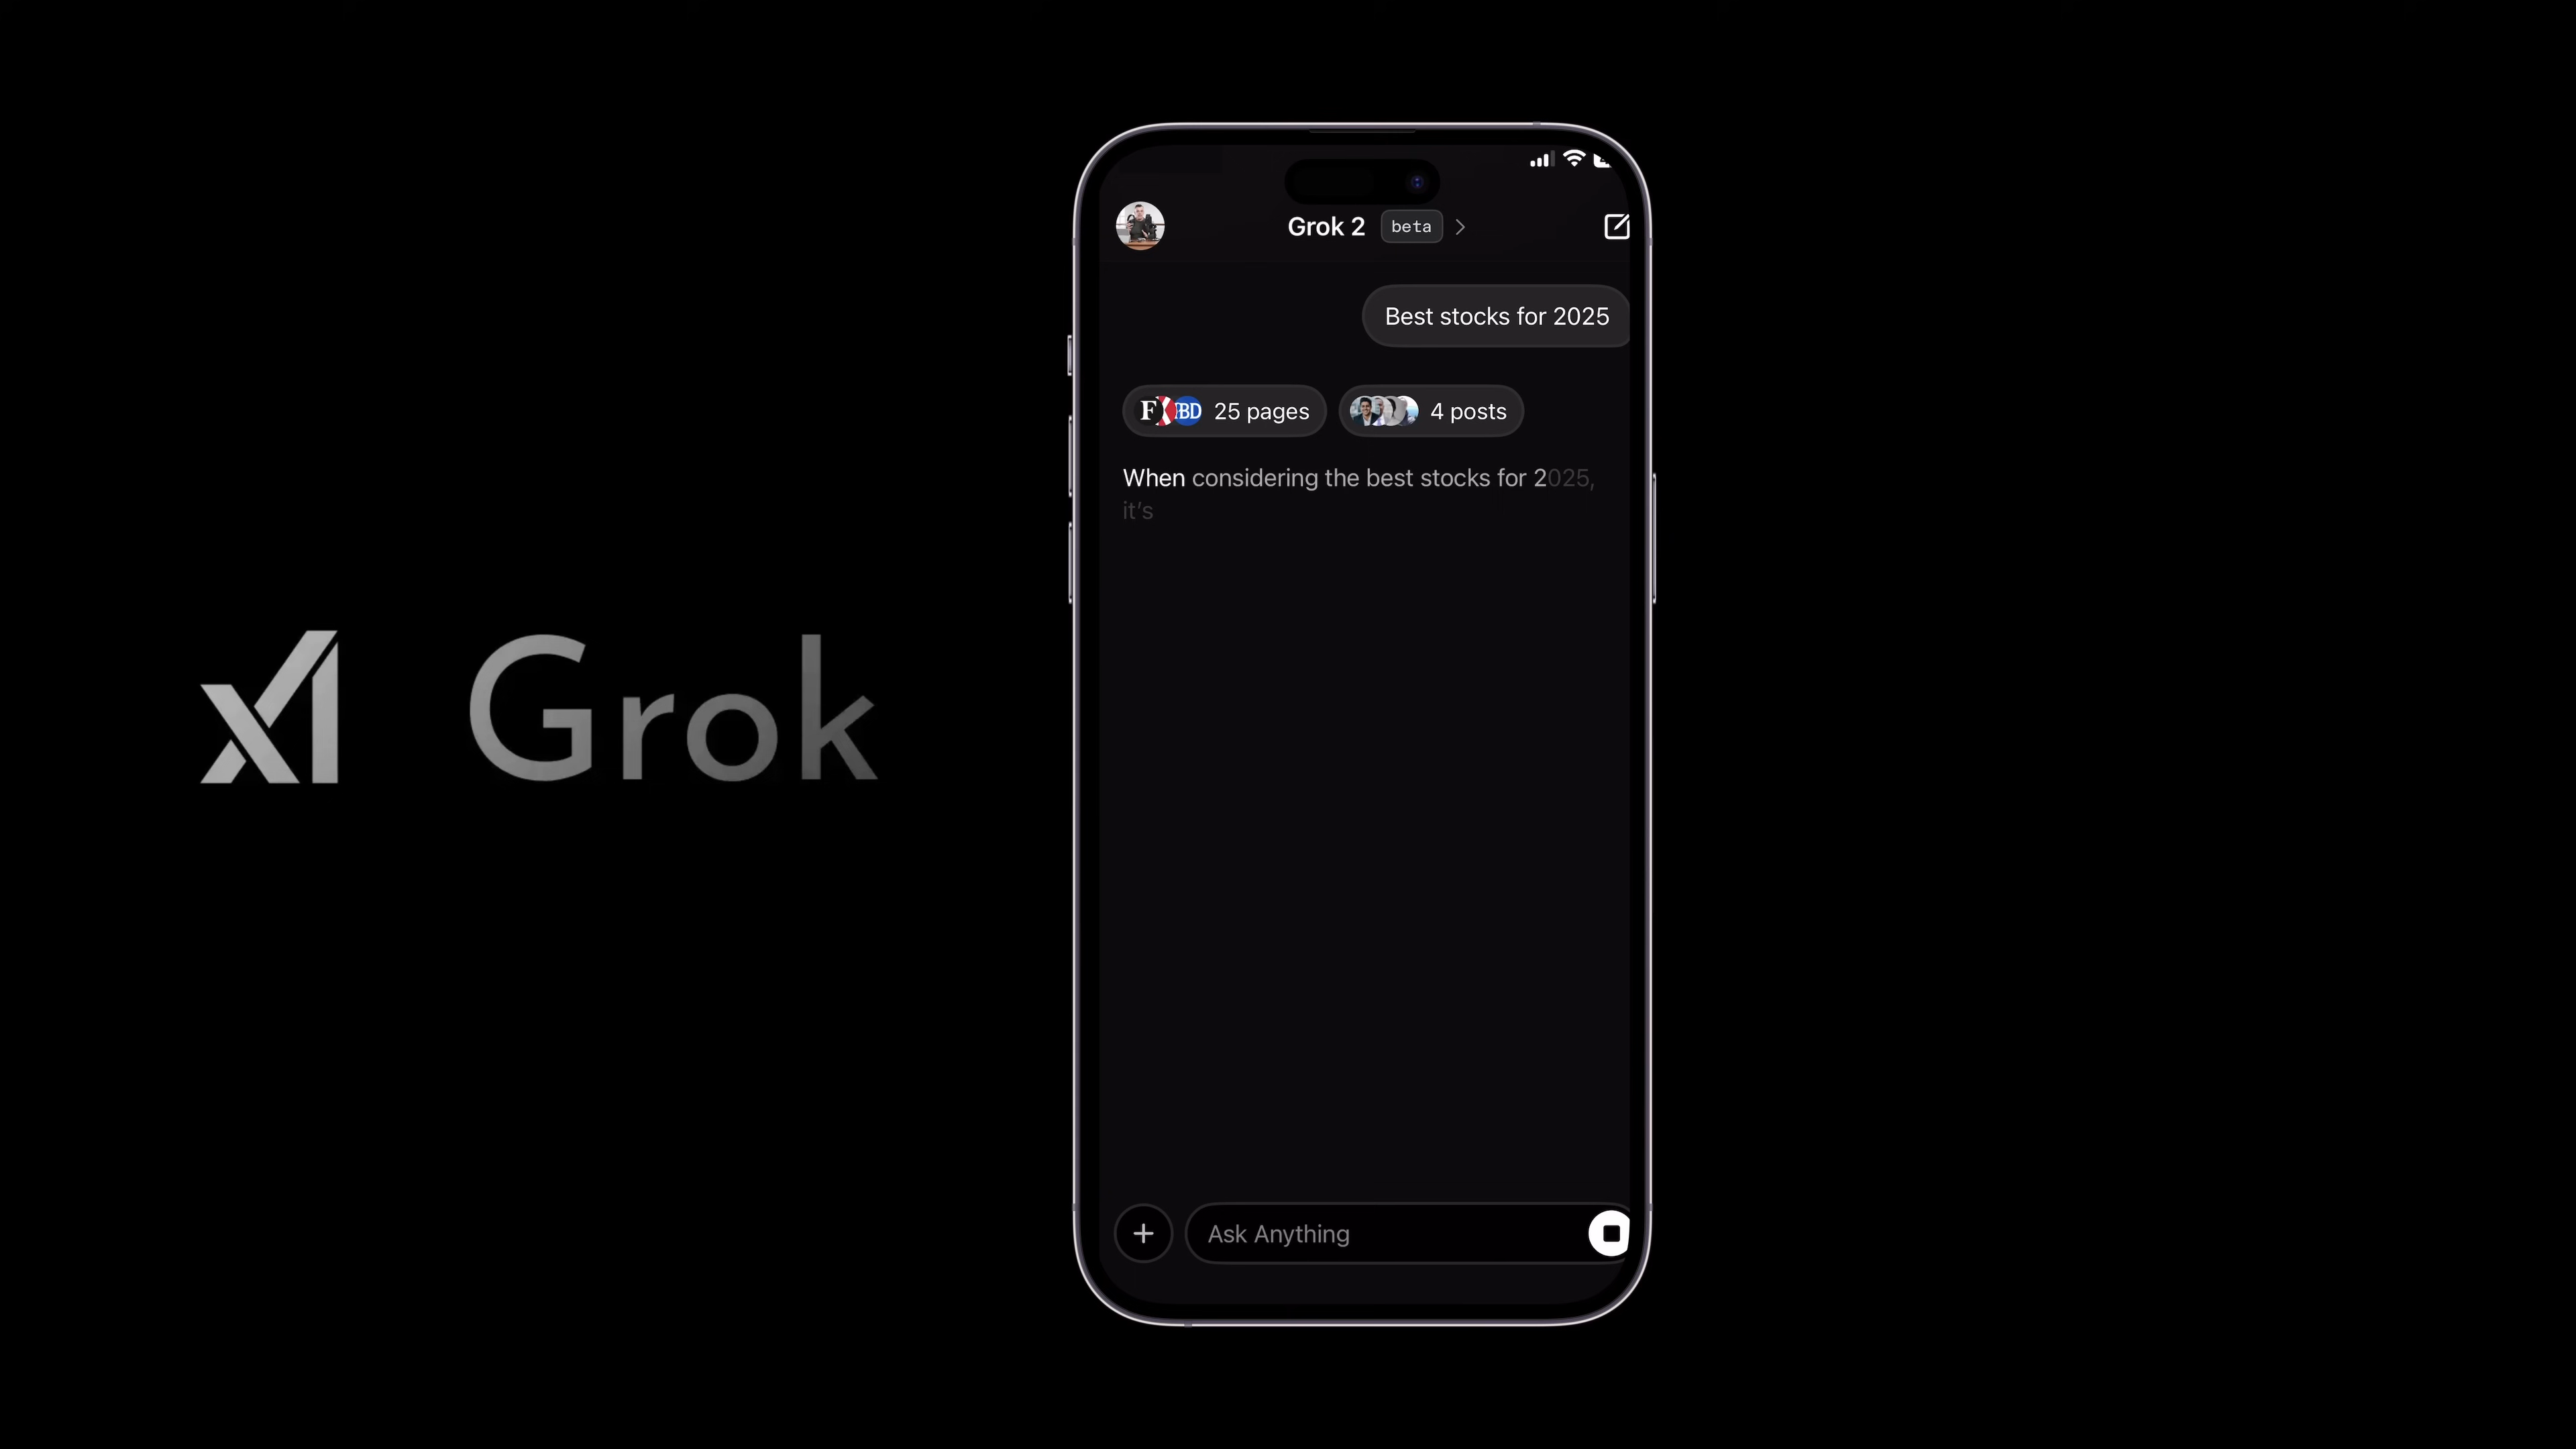 xI Grok
Grok 2 beta
Best stocks for 2025
25 pages 4 posts
When considering the best stocks for 2025,
it's
Ask Anything